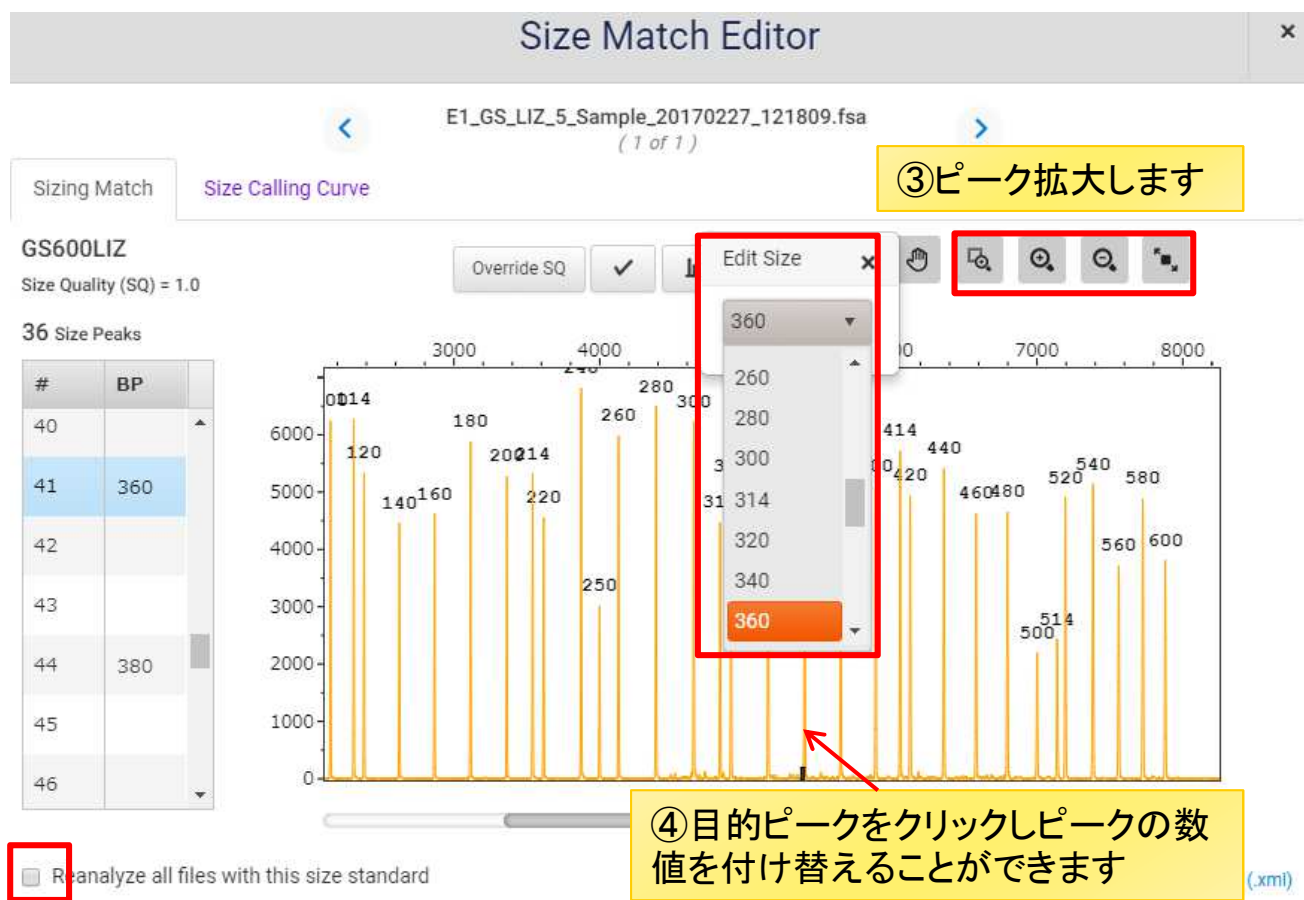 Size Match Editor
×
E1_GS_LIZ_5_Sample_20170227_121809.fsa
( 1 of 1 )
③ピーク拡大します
Sizing Match
Size Calling Curve
GS600LIZ
Size Quality (SQ) = 1.0
Override SQ
Edit Size
×
36 Size Peaks
360
# BP
40
41 360
42
43
44 380
45
46
260
280
300
314
320
340
360
3000 4000 7000 8000
6000
5000
4000
3000
2000
1000
0
114
120
140
160
180
200
214
220
250
260
280
300
414
420
440
460
480
500
514
520
540
560
580
600
④目的ピークをクリックしピークの数
値を付け替えることができます
Reanalyze all files with this size standard
(.xml)